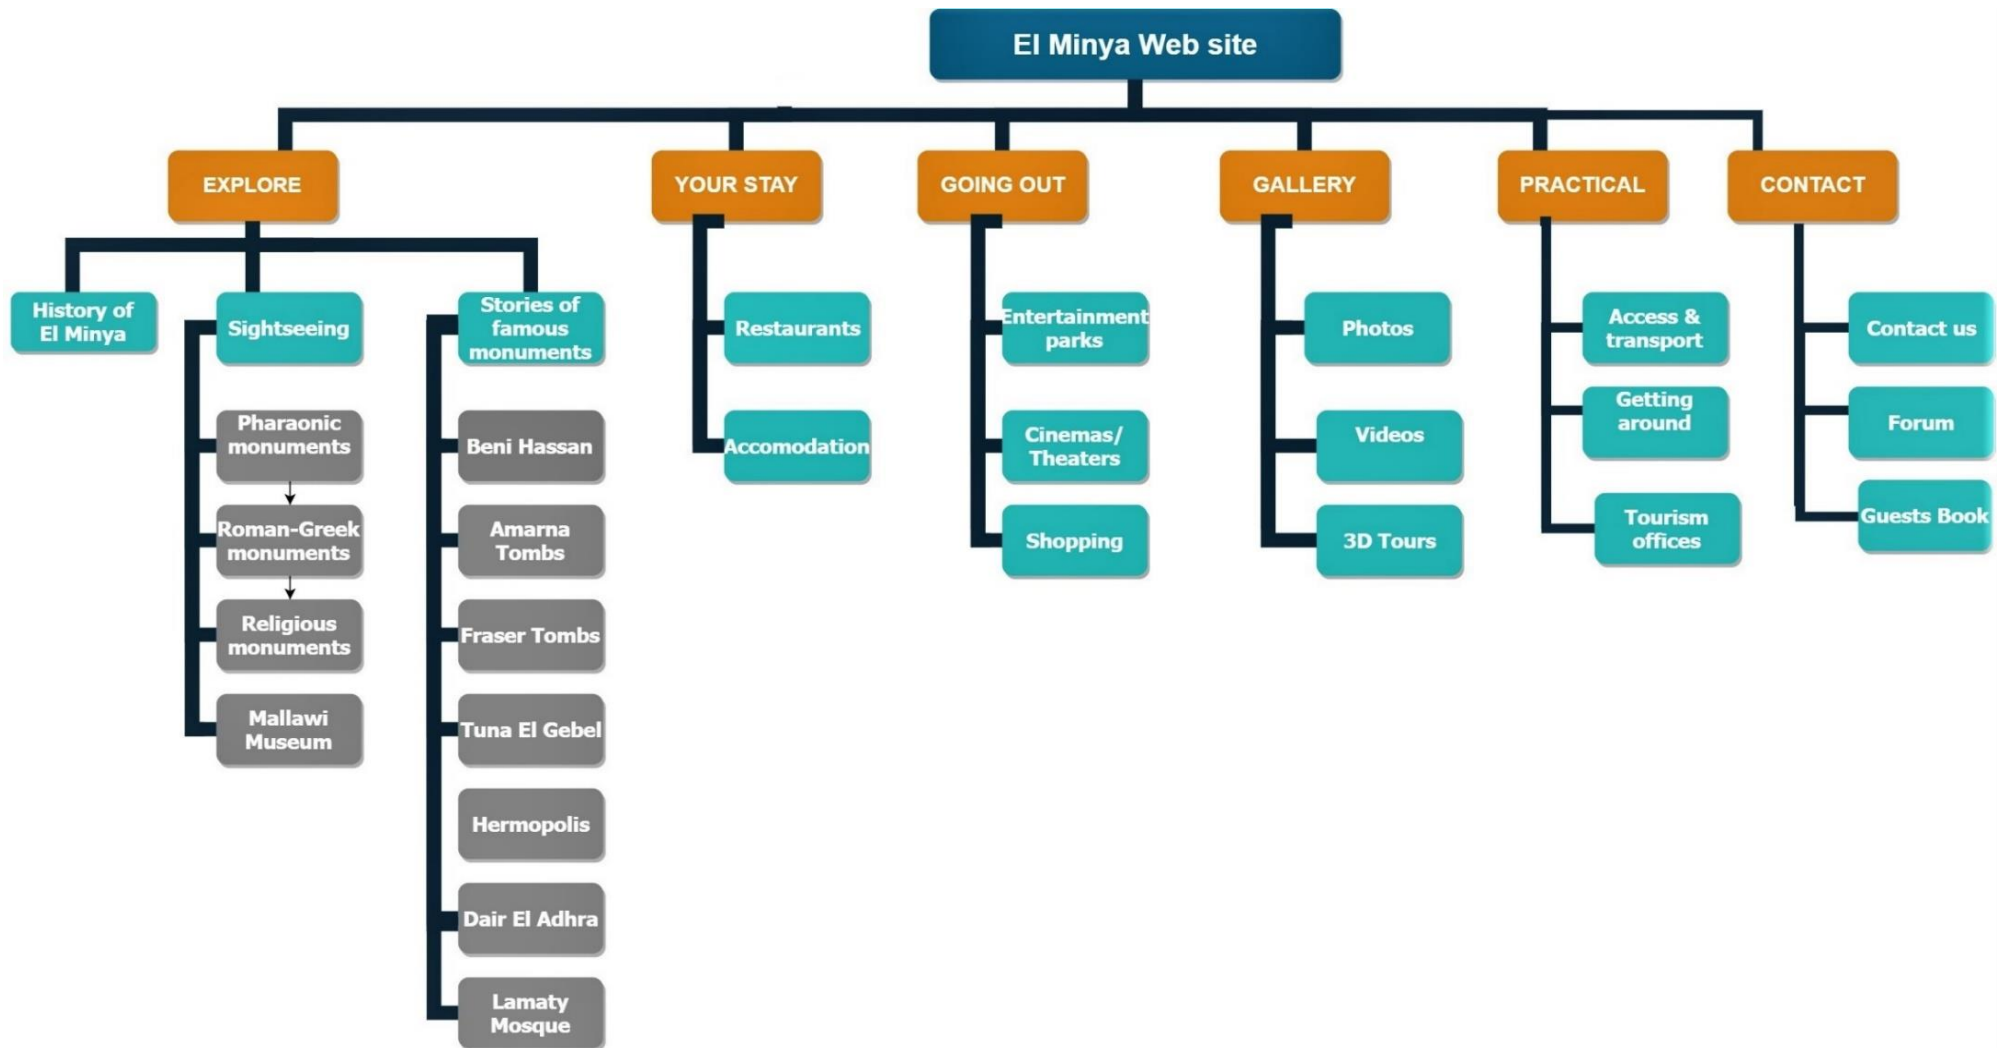 El Minya Web site
EXPLORE
YOUR STAY
GOING OUT
GALLERY
PRACTICAL
CONTACT
History of
El Minya
Sightseeing
Pharaonic
monuments
Roman-Greek
monuments
Religious
monuments
Mallawi
Museum
Stories of
famous
monuments
Beni Hassan
Amarna
Tombs
Fraser Tombs
Tuna El Gebel
Hermopolis
Dair El Adhra
Lamaty
Mosque
Restaurants
Accomodation
Entertainment
parks
Cinemas/
Theaters
Shopping
Photos
Videos
3D Tours
Access &
transport
Getting
around
Tourism
offices
Contact us
Forum
Guests Book